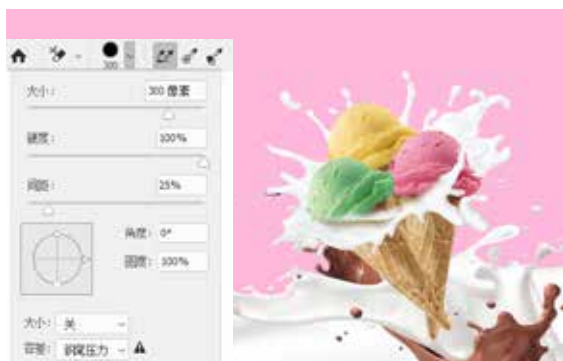 300
大小： 300 像素
硬度： 100%
间距： 25%
角度： 0°
圆度： 100%
大小： 关
容差： 钢笔压力